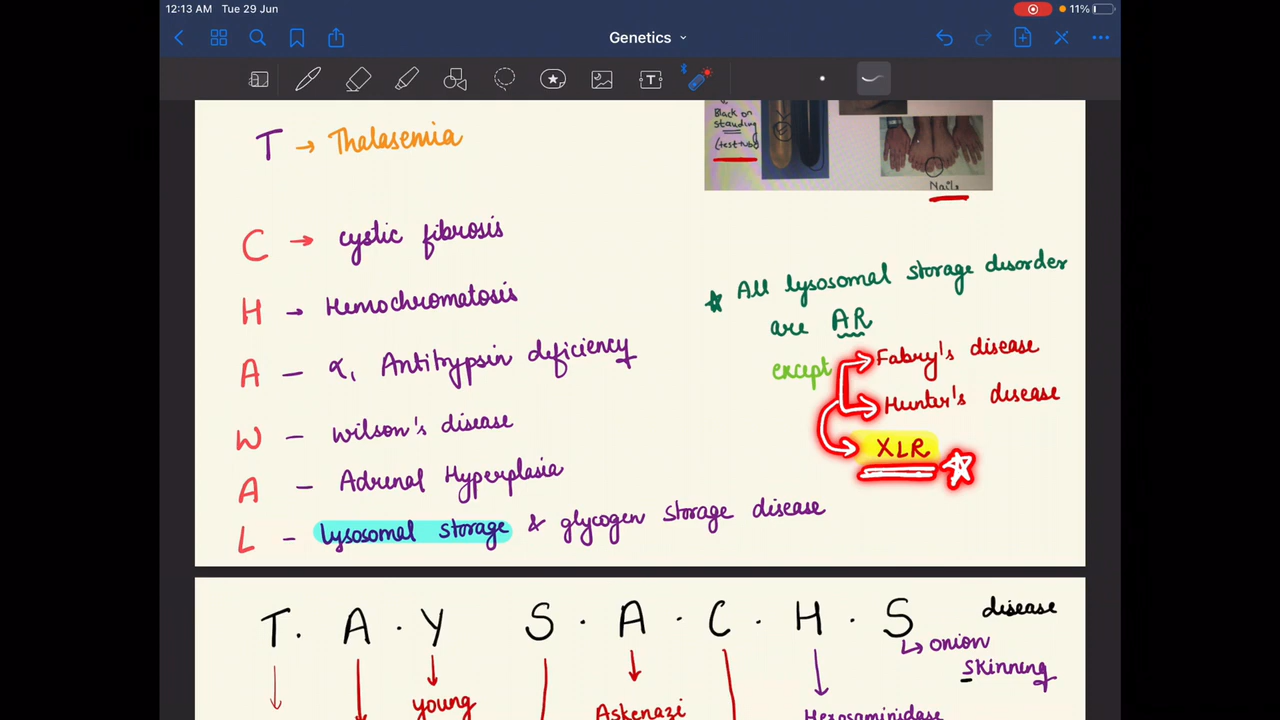 12:13 AM Tue 29 Jun
11%
Genetics
Black on
standing
(test tube
Nails
T → Thalasemia
C → cystic fibrosis
H → Hemochromatosis
A - α1 Antitrypsin deficiency
W - Wilson's disease
A - Adrenal Hyperplasia
L - lysosomal storage & glycogen storage disease
All lysosomal storage disorder
are AR
except Fabry's disease
Hunter's disease
XLR
T. A. Y S. A. C. H. S disease
onion
skinning
young
Askenazi
Hexosaminidase